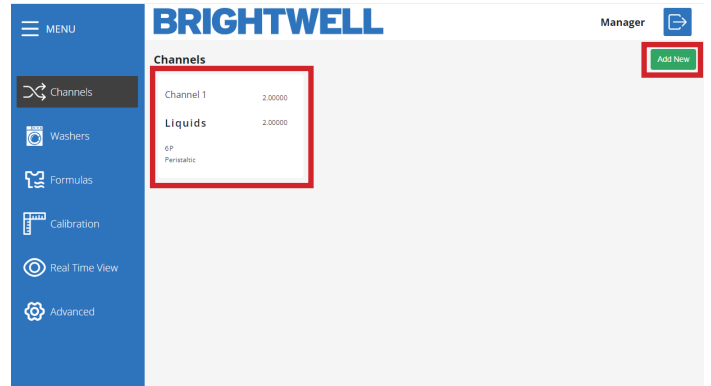 MENU
BRIGHTWELL
Manager
Channels
Add New
Channels
Channel 1
2.00000
Liquids
2.00000
6P
Peristaltic
Washers
Formulas
Calibration
Real Time View
Advanced